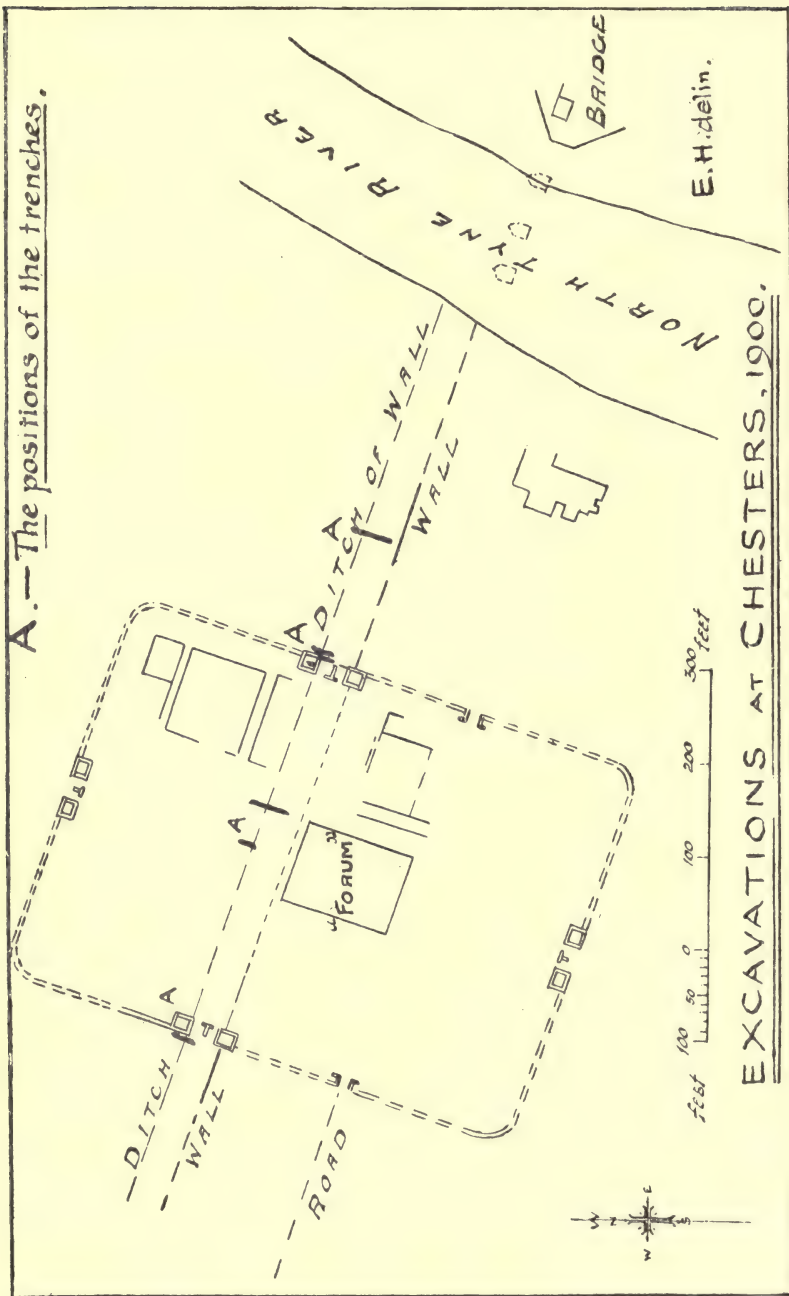 A.—The positions of the trenches.
DITCH
WALL
ROAD
A
A
FORUM
A
DITCH OF WALL
A
WALL
NORTH TYNE RIVER
BRIDGE
E.H. delin.
feet 100 50 0 100 200 300 feet
N
W E
S
EXCAVATIONS AT CHESTERS, 1900.